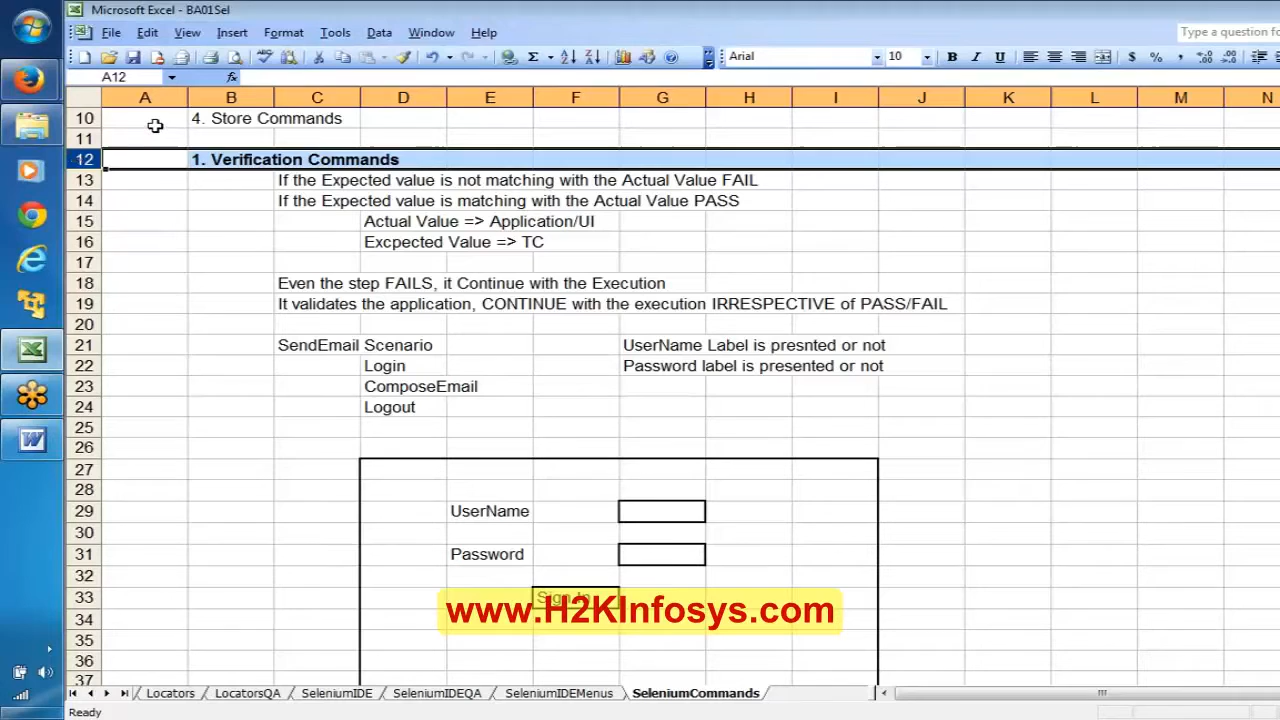 Microsoft Excel - BA01Sel
File Edit View Insert Format Tools Data Window Help
Type a question fo
Arial 10 B I U $ % ,
A12 fx
A B C D E F G H I J K L M N
10 4. Store Commands
11
12 1. Verification Commands
13 If the Expected value is not matching with the Actual Value FAIL
14 If the Expected value is matching with the Actual Value PASS
15 Actual Value => Application/UI
16 Excpected Value => TC
17
18 Even the step FAILS, it Continue with the Execution
19 It validates the application, CONTINUE with the execution IRRESPECTIVE of PASS/FAIL
20
21 SendEmail Scenario UserName Label is presnted or not
22 Login Password label is presented or not
23 ComposeEmail
24 Logout
25
26
27
28
29 UserName
30
31 Password
32
33 Sign In
www.H2KInfosys.com
34
35
36
37
Locators LocatorsQA SeleniumIDE SeleniumIDEQA SeleniumIDEMenus SeleniumCommands
Ready